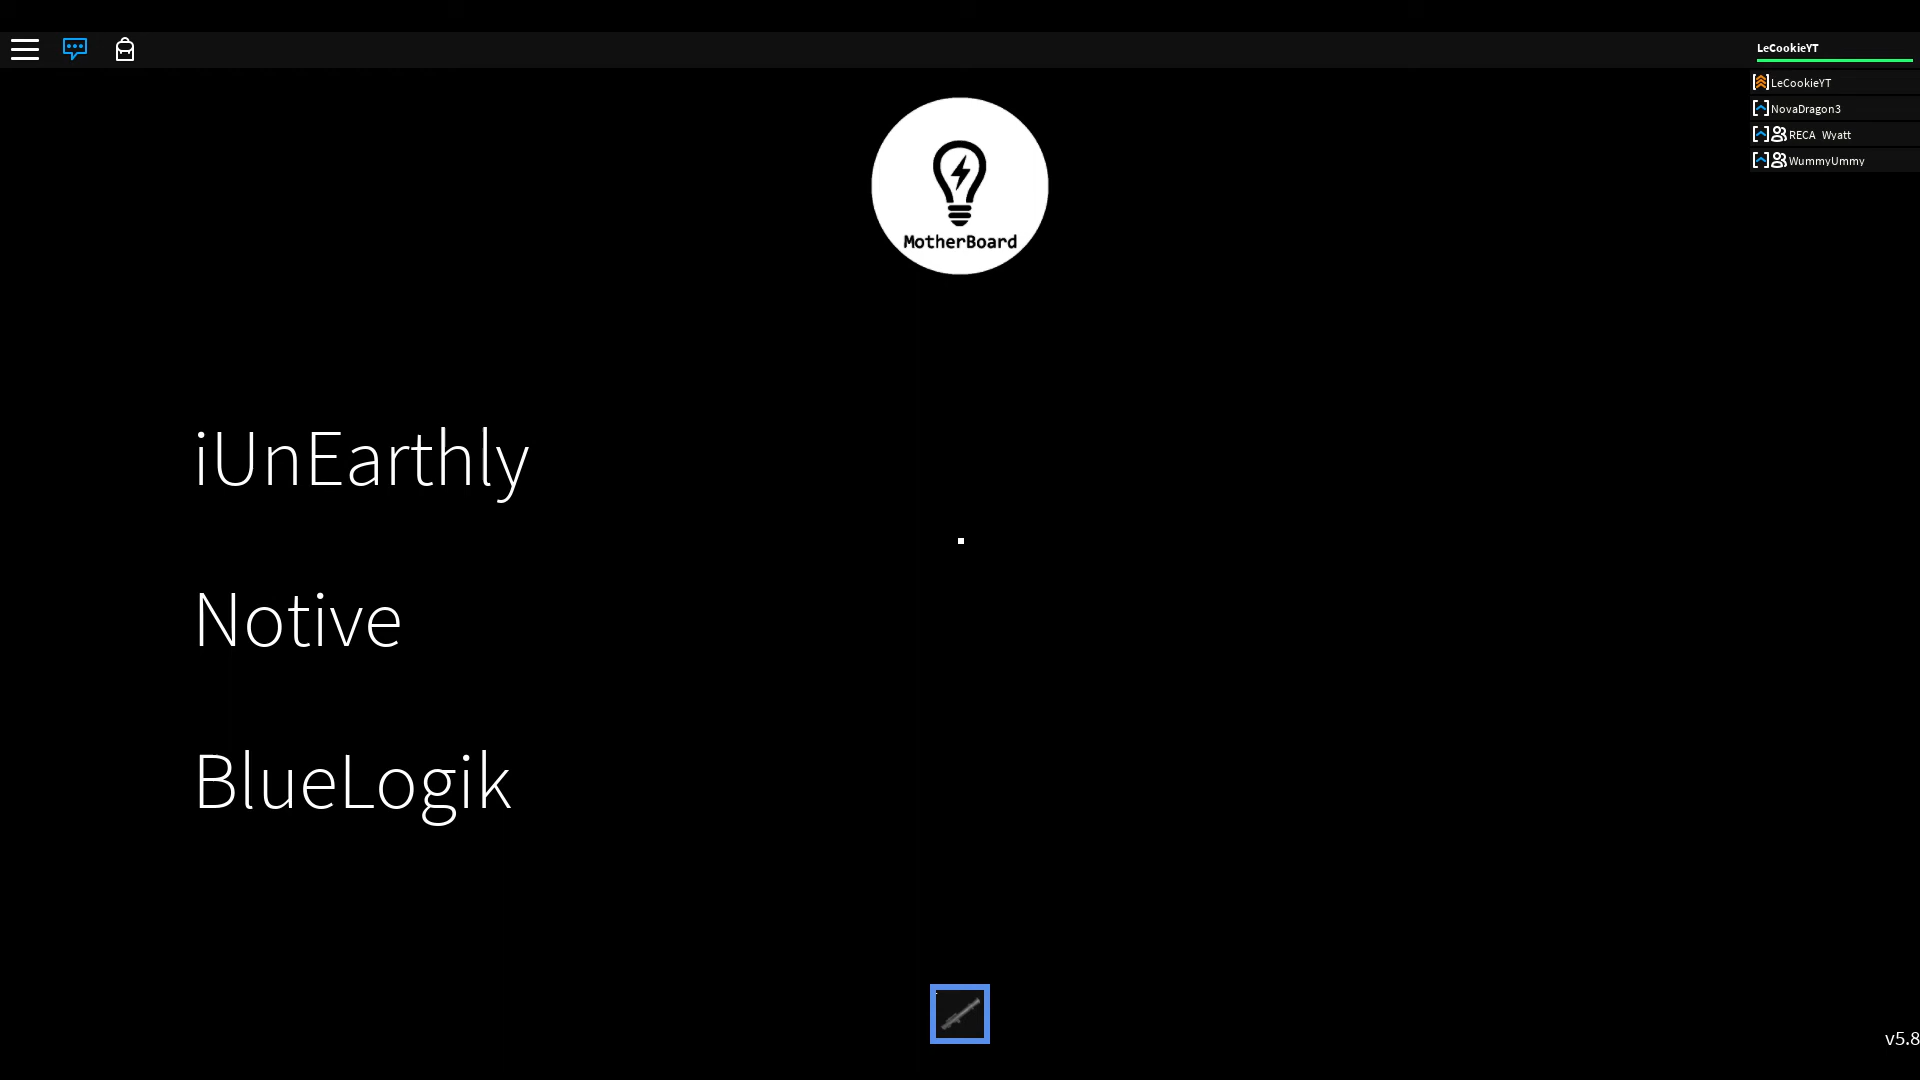 LeCookieYT
LeCookieYT
NovaDragon3
RECA_Wyatt
WummyUmmy
MotherBoard
iUnEarthly
Notive
BlueLogik
v5.8